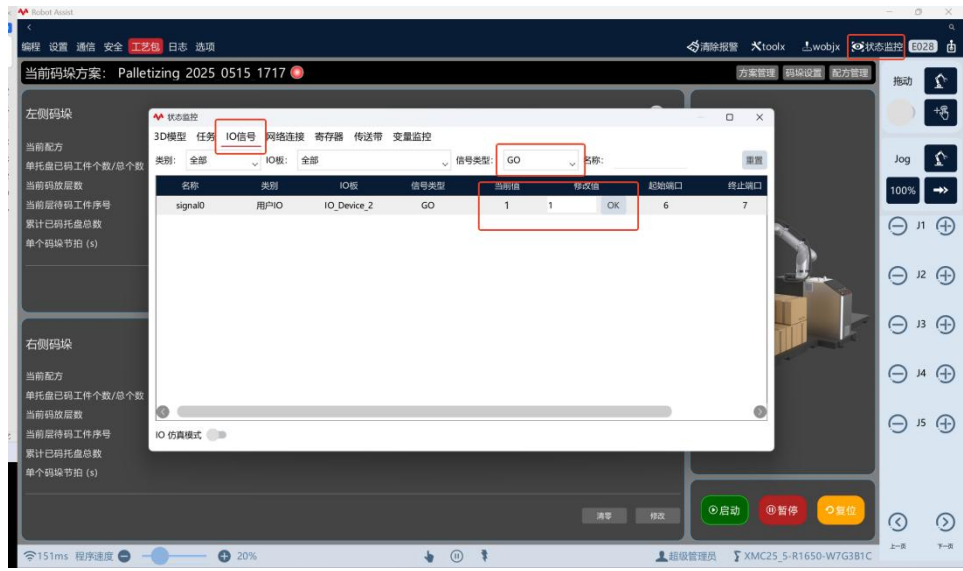 Robot Assist
编程 设置 通信 安全 工艺包 日志 选项
清除报警 toolx wobjx 状态监控 E028
当前码垛方案: Palletizing 2025 0515 1717
方案管理 码垛设置 配方管理
拖动
左侧码垛
当前配方
单托盘已码工件个数/总个数
当前码放层数
当前层待码工件序号
累计已码托盘总数
单个码垛节拍 (s)
状态监控
3D模型 任务 IO信号 网络连接 寄存器 传送带 变量监控
类别: 全部 IO板: 全部 信号类型: GO 名称: 重置
名称 类别 IO板 信号类型 当前值 修改值 起始端口 终止端口
signal0 用户IO IO_Device_2 GO 1 1 OK 6 7
IO 仿真模式
Jog
100%
J1
J2
J3
J4
J5
右侧码垛
当前配方
单托盘已码工件个数/总个数
当前码放层数
当前层待码工件序号
累计已码托盘总数
单个码垛节拍 (s)
清零 修改
启动 暂停 复位
上一页 下一页
151ms 程序速度 20%
超级管理员 XMC25_5-R1650-W7G3B1C